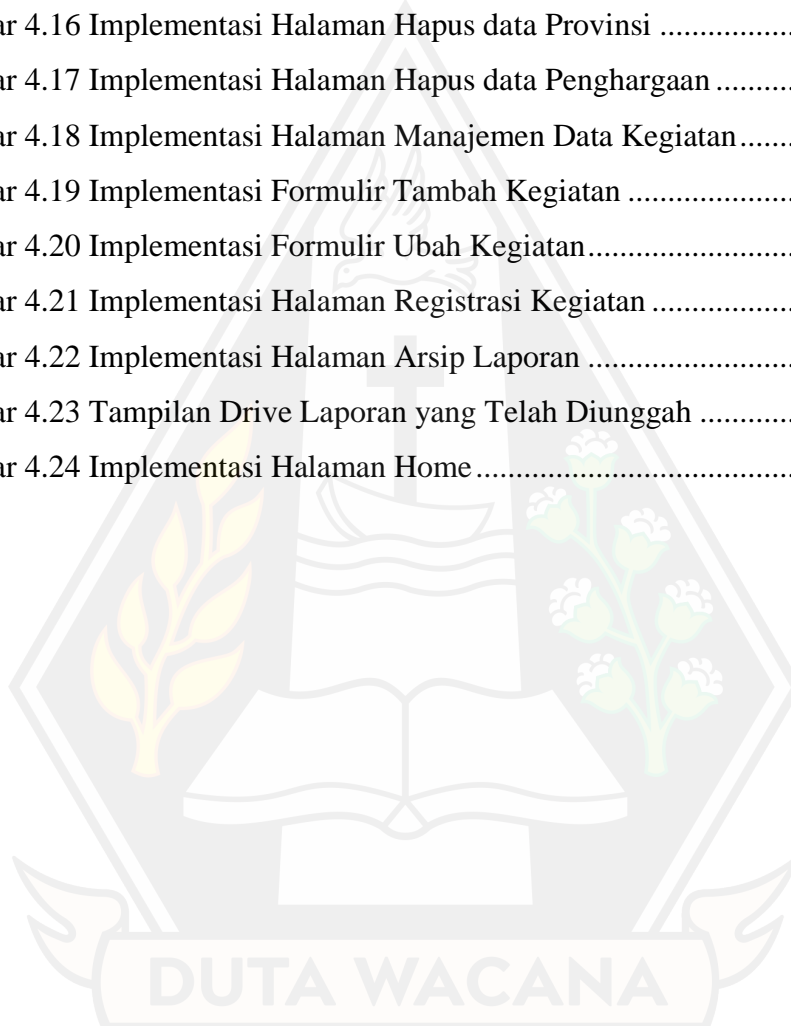 ar 4.16 Implementasi Halaman Hapus data Provinsi .................
ar 4.17 Implementasi Halaman Hapus data Penghargaan ..........
ar 4.18 Implementasi Halaman Manajemen Data Kegiatan .......
ar 4.19 Implementasi Formulir Tambah Kegiatan .....................
ar 4.20 Implementasi Formulir Ubah Kegiatan ..........................
ar 4.21 Implementasi Halaman Registrasi Kegiatan ..................
ar 4.22 Implementasi Halaman Arsip Laporan ..........................
ar 4.23 Tampilan Drive Laporan yang Telah Diunggah .............
ar 4.24 Implementasi Halaman Home ........................................
DUTA WACANA